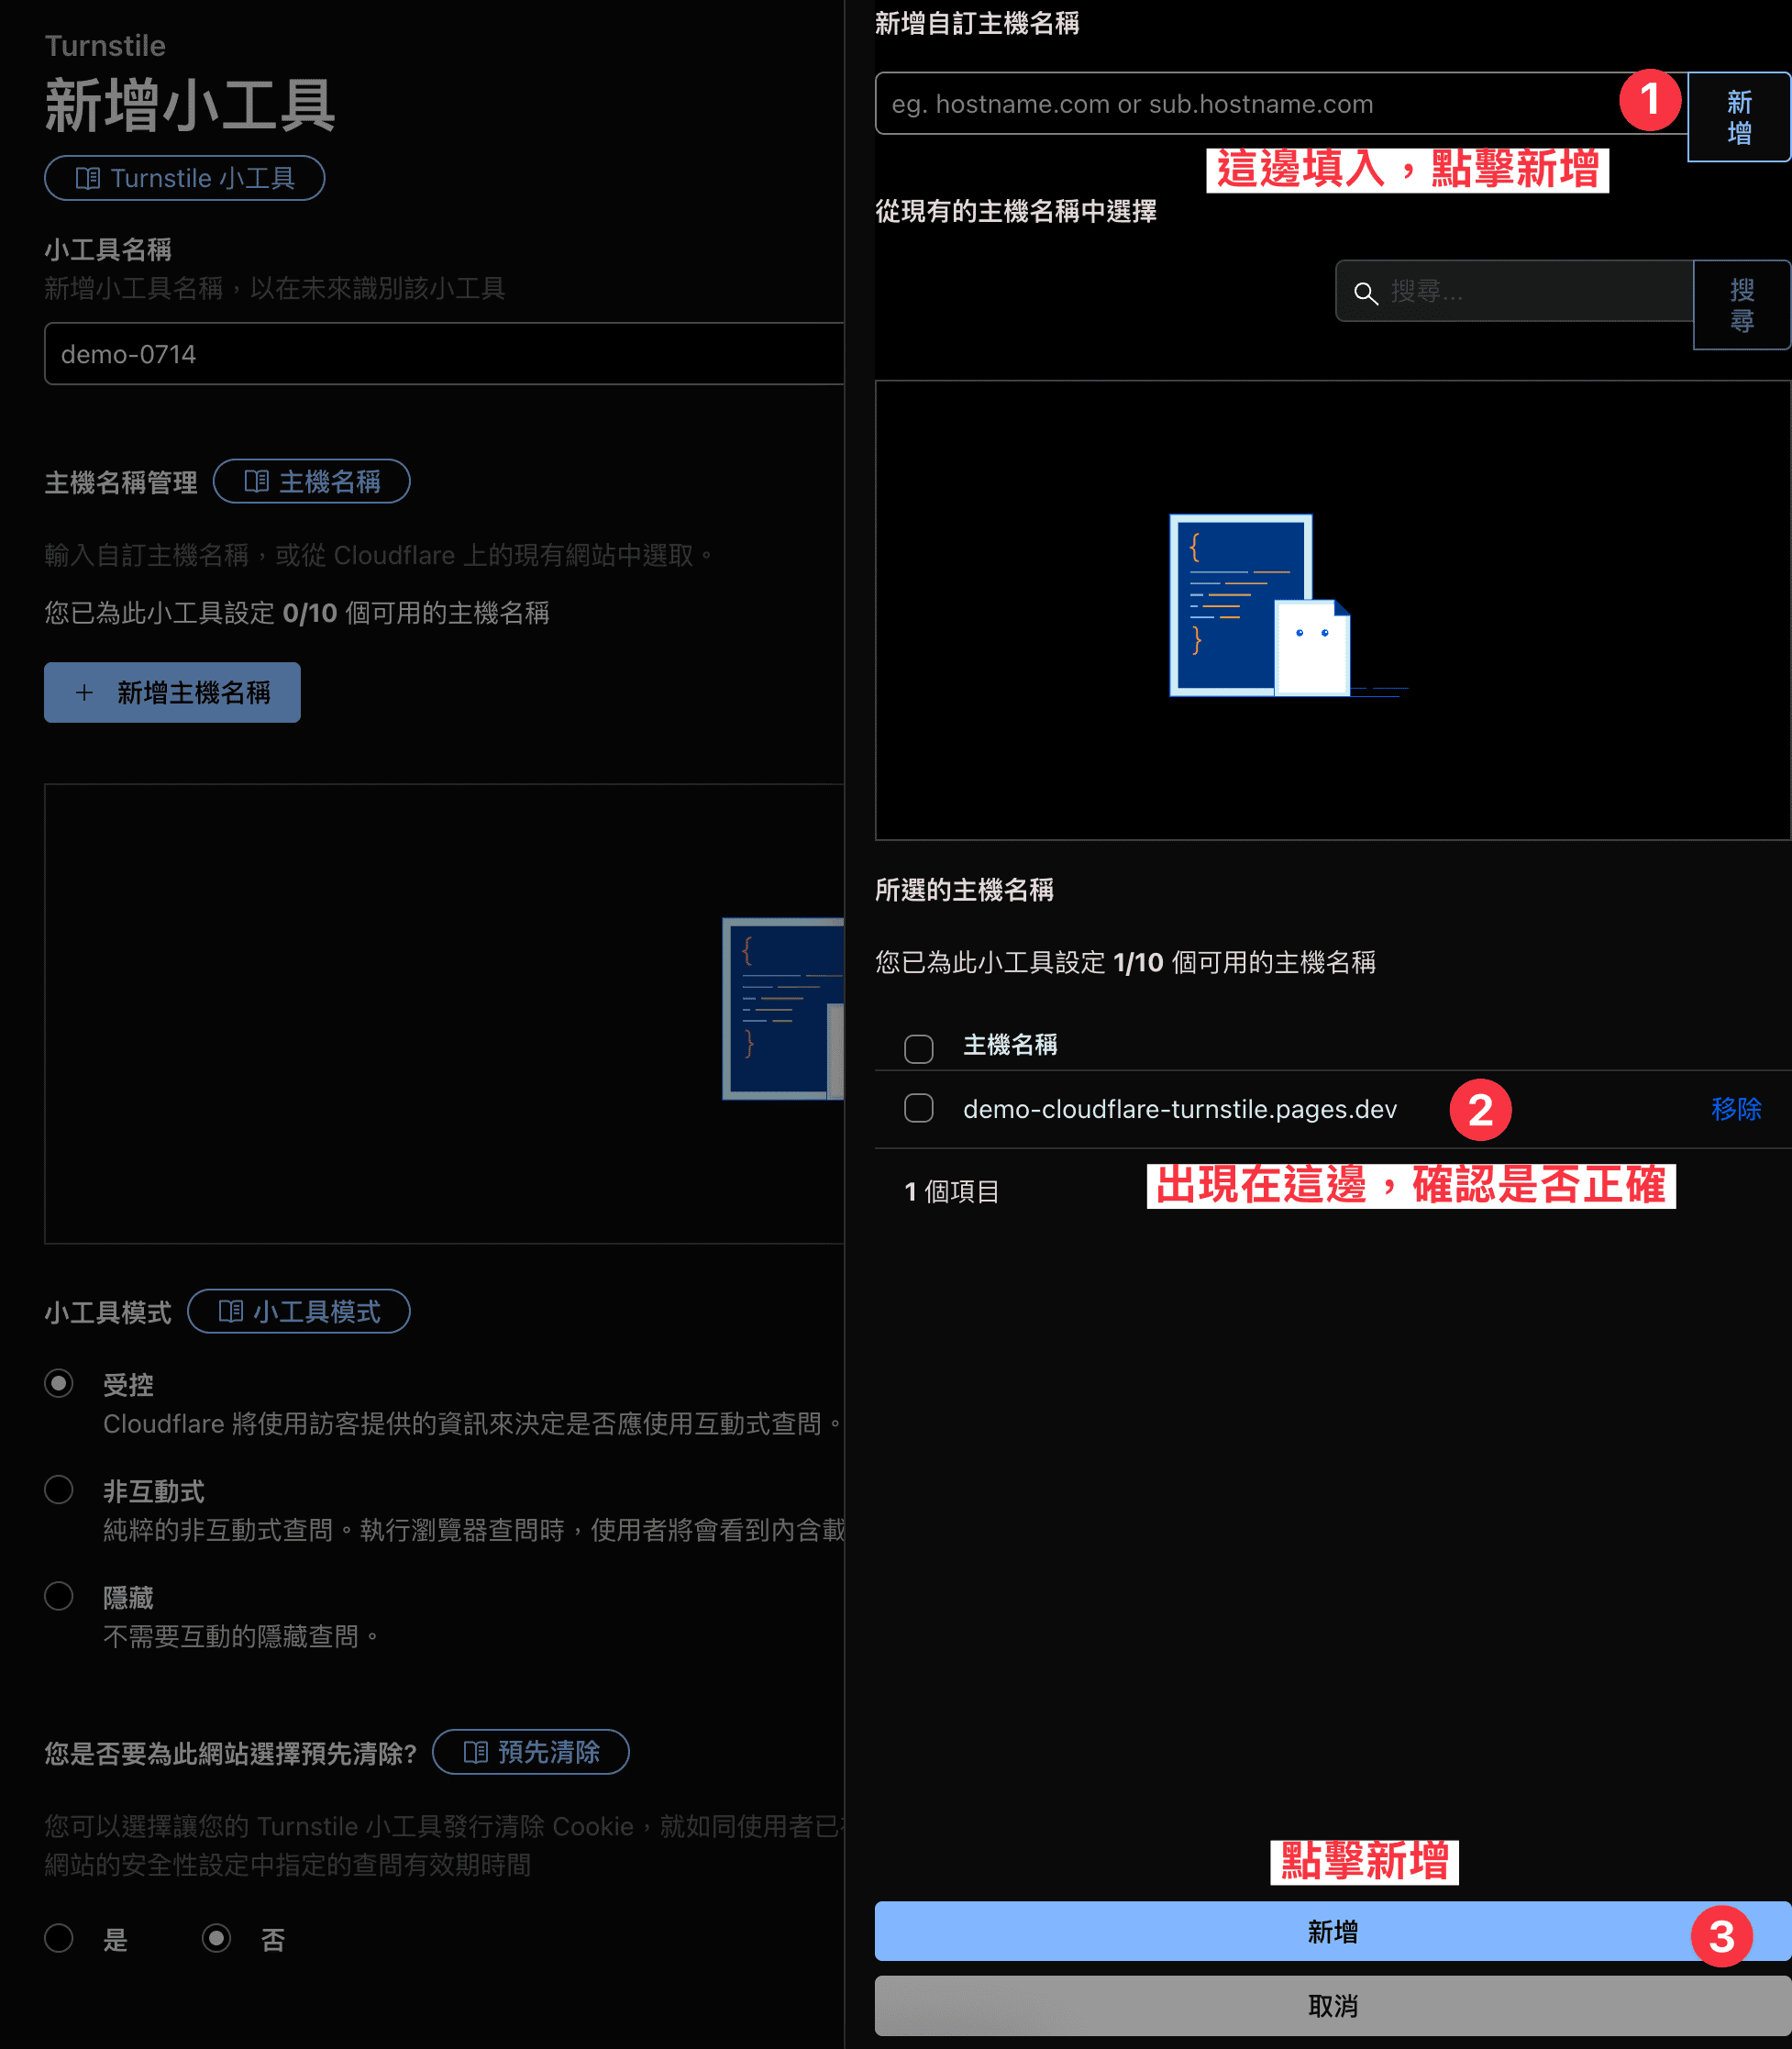 Turnstile
新增小工具
Turnstile 小工具
小工具名稱
新增小工具名稱，以在未來識別該小工具
demo-0714
主機名稱管理
主機名稱
輸入自訂主機名稱，或從 Cloudflare 上的現有網站中選取。
您已為此小工具設定 0/10 個可用的主機名稱
+ 新增主機名稱
小工具模式
小工具模式
受控
Cloudflare 將使用訪客提供的資訊來決定是否應使用互動式查問。
非互動式
純粹的非互動式查問。執行瀏覽器查問時，使用者將會看到內含載
隱藏
不需要互動的隱藏查問。
您是否要為此網站選擇預先清除?
預先清除
您可以選擇讓您的 Turnstile 小工具發行清除 Cookie，就如同使用者已
網站的安全性設定中指定的查問有效期時間
是
否
新增自訂主機名稱
eg. hostname.com or sub.hostname.com
1
新
增
這邊填入，點擊新增
從現有的主機名稱中選擇
搜尋...
搜
尋
所選的主機名稱
您已為此小工具設定 1/10 個可用的主機名稱
主機名稱
demo-cloudflare-turnstile.pages.dev
2
移除
1 個項目
出現在這邊，確認是否正確
點擊新增
新增
3
取消